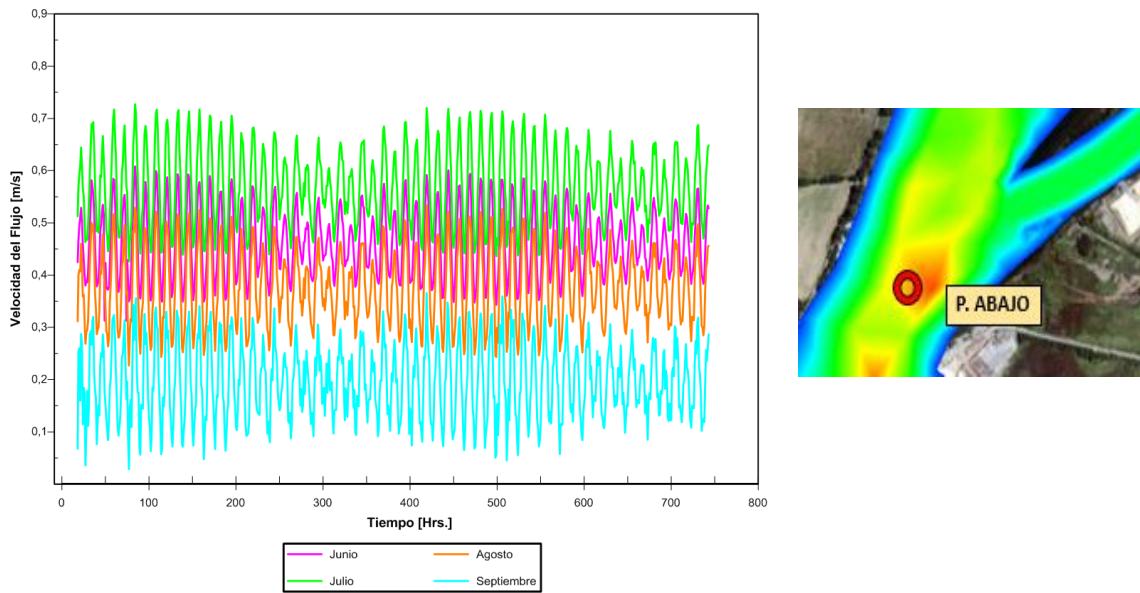 0,9
0,8
0,7
0,6
0,5
0,4
0,3
0,2
0,1
Velocidad del Flujo [m/s]
0 100 200 300 400 500 600 700 800
Tiempo [Hrs.]
Junio Agosto
Julio Septiembre
P. ABAJO